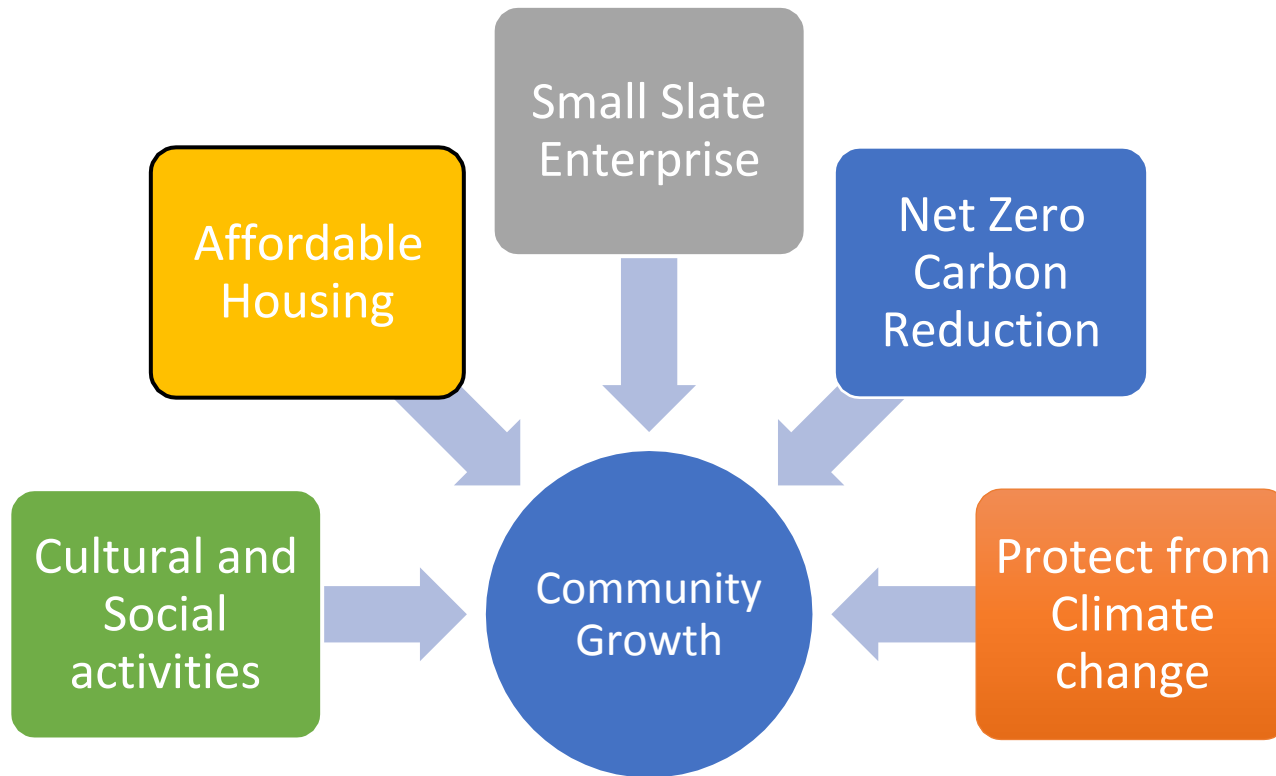 Small Slate
Enterprise
Affordable
Housing
Net Zero
Carbon
Reduction
Cultural and
Social
activities
Community
Growth
Protect from
Climate
change